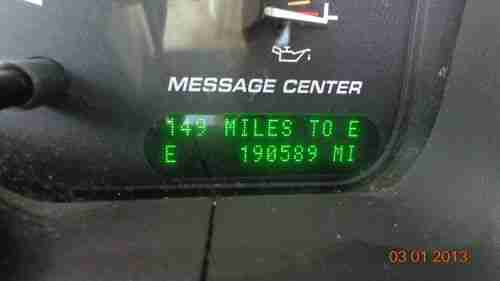 MESSAGE CENTER
149 MILES TO E
E 190589 MI
03 01 2013